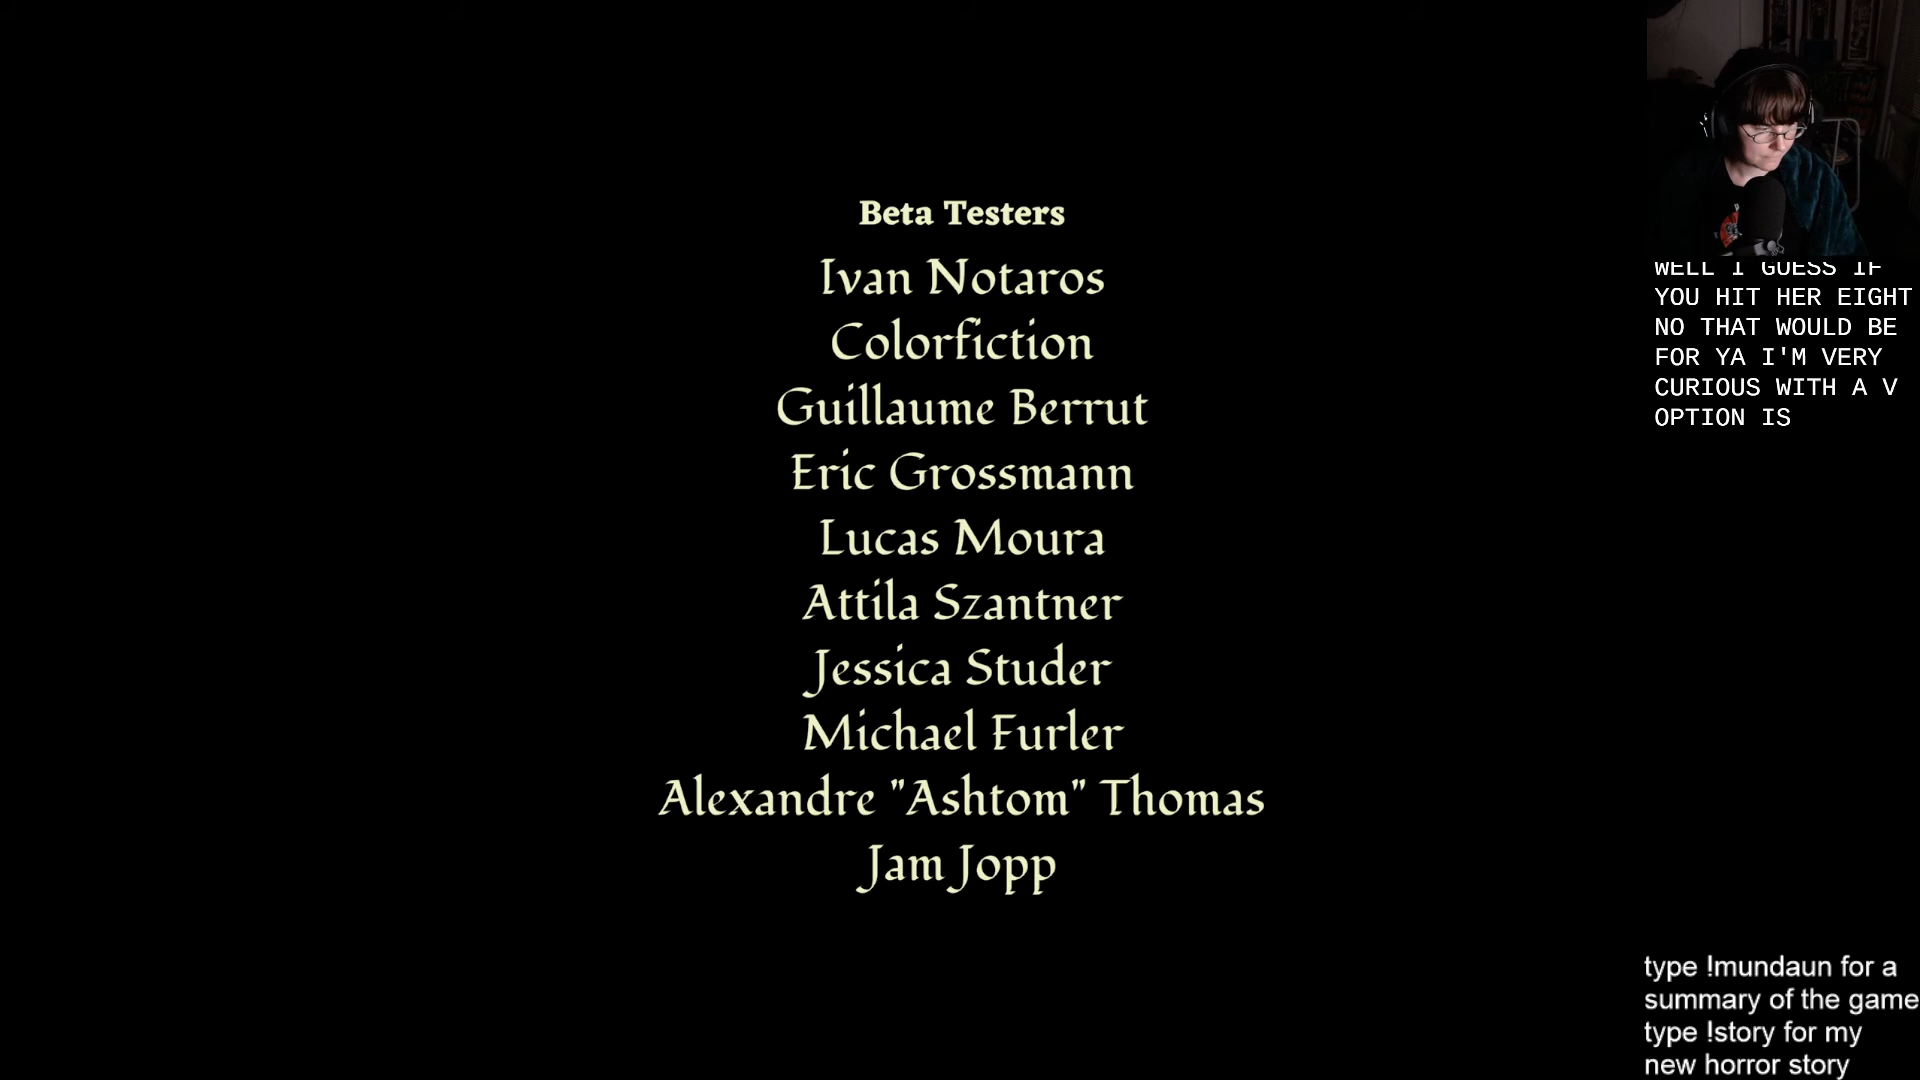 Beta Testers
Ivan Notaros
Colorfiction
Guillaume Berrut
Eric Grossmann
Lucas Moura
Attila Szantner
Jessica Studer
Michael Furler
Alexandre "Ashtom" Thomas
Jam Jopp
WELL I GUESS IF
YOU HIT HER EIGHT
NO THAT WOULD BE
FOR YA I'M VERY
CURIOUS WITH A V
OPTION IS
type !mundaun for a
summary of the game
type !story for my
new horror story